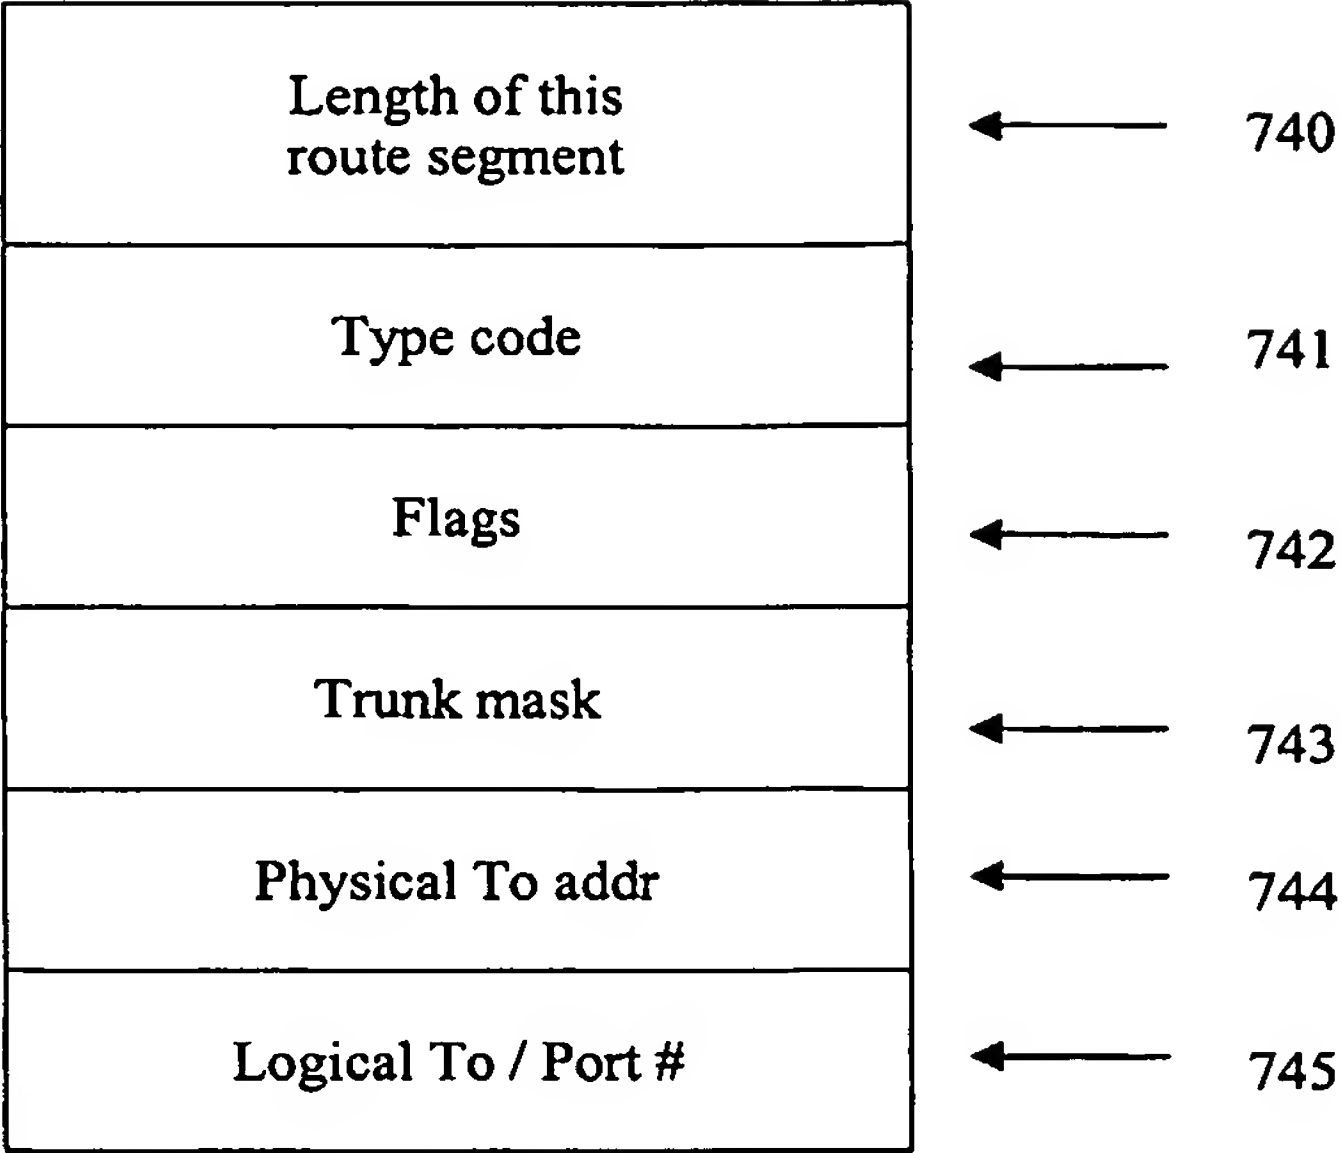 Length of this
route segment
740
Type code
741
Flags
742
Trunk mask
743
Physical To addr
744
Logical To / Port #
745